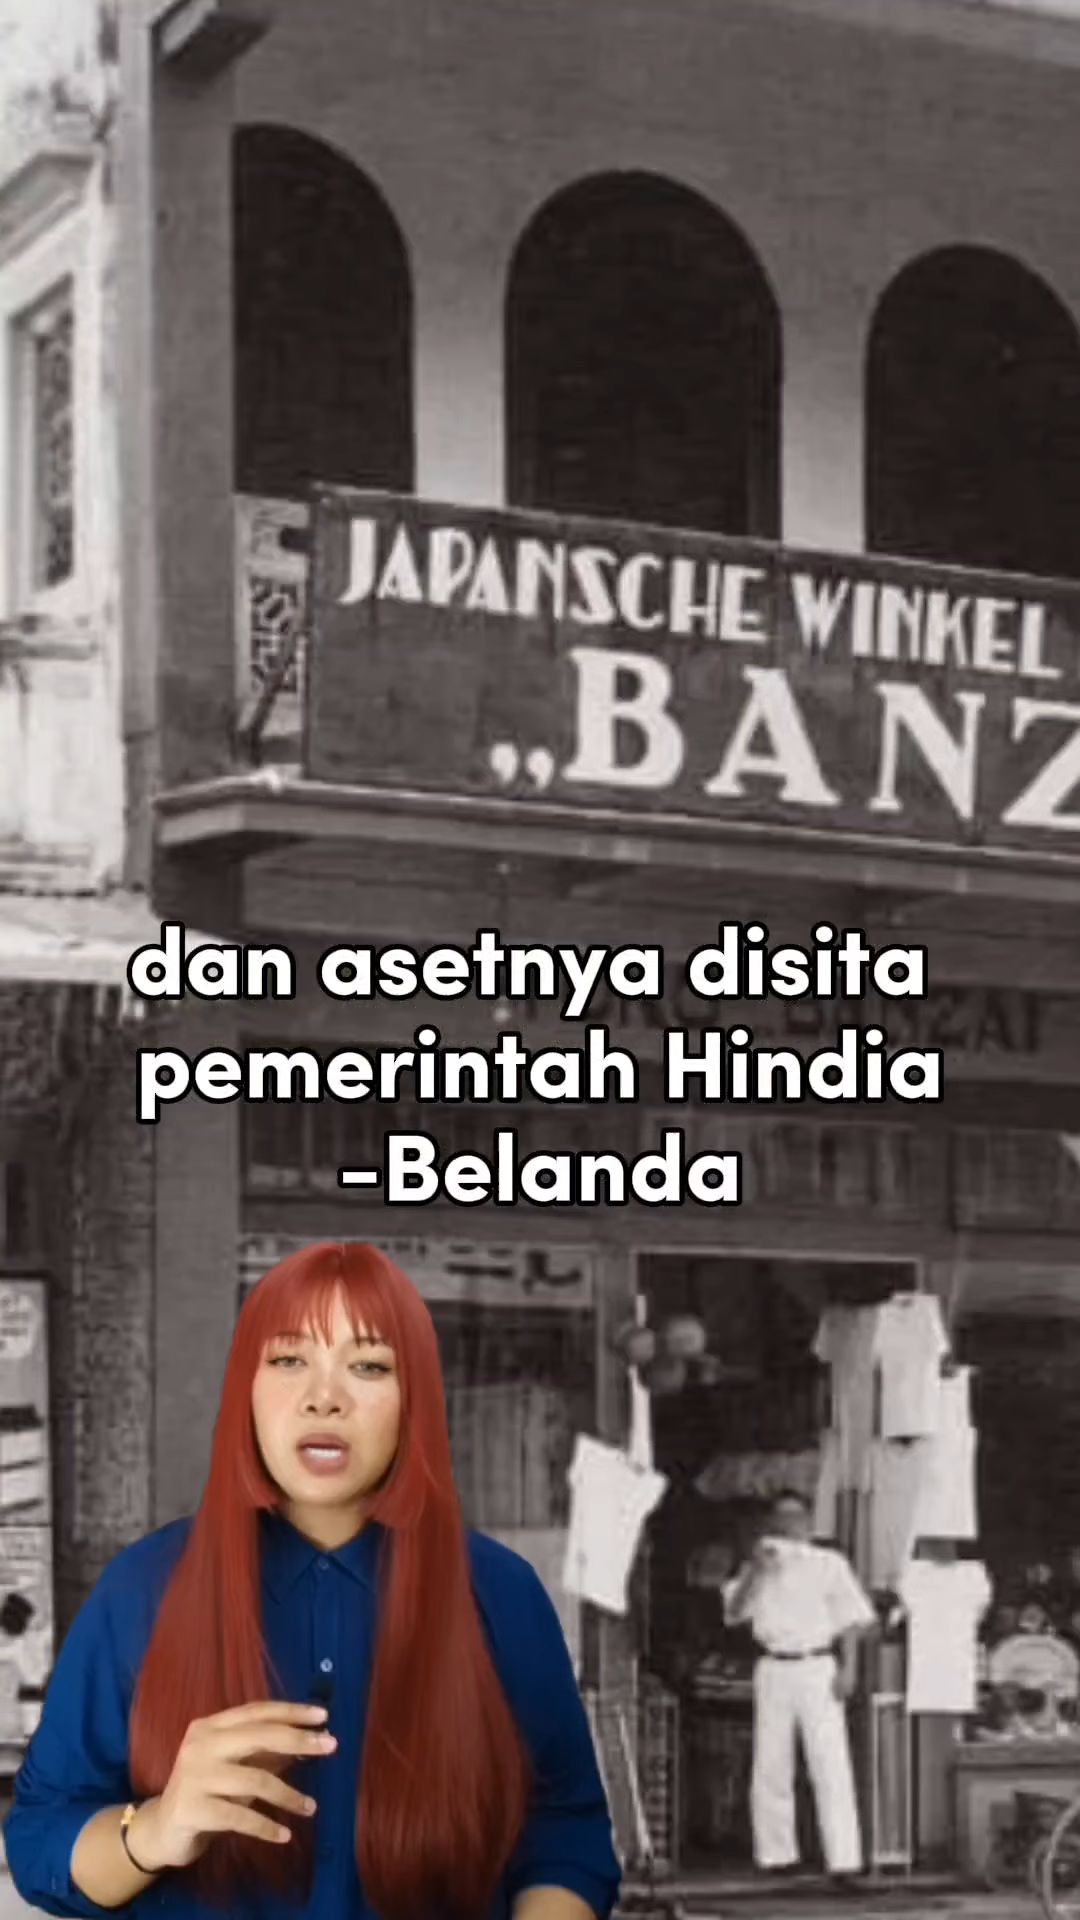 JAPANSCHE WINKEL
„BANZ
dan asetnya disita
pemerintah Hindia
-Belanda